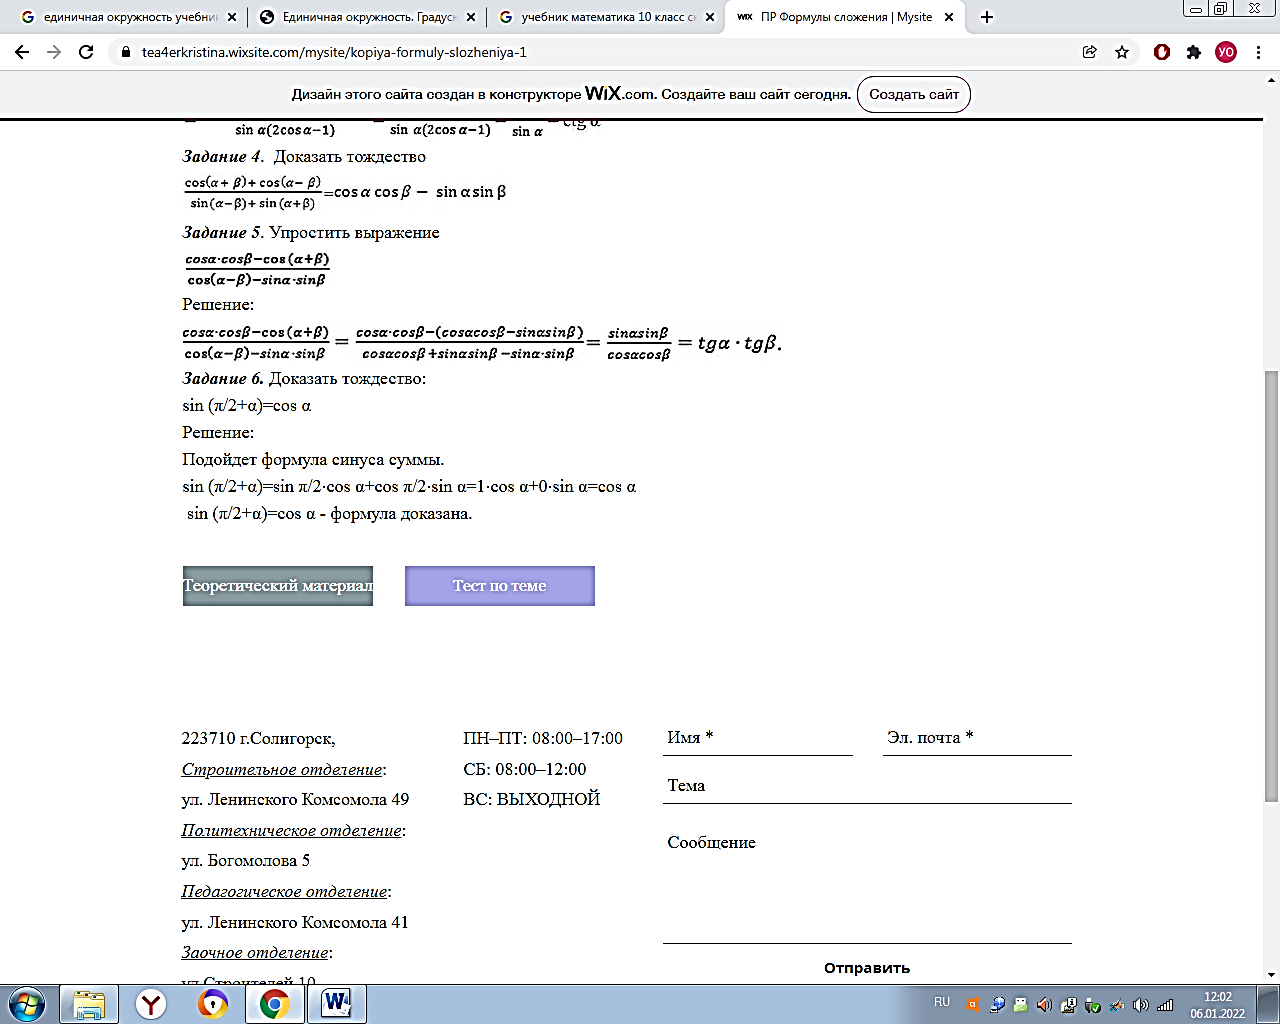 единичная окружность учебни
Единичная окружность. Градусн
учебник математика 10 класс с
WiX ПР Формулы сложения | Mysite
tea4erkristina.wixsite.com/mysite/kopiya-formuly-slozheniya-1
УО
Дизайн этого сайта создан в конструкторе WiX.com. Создайте ваш сайт сегодня.
Создать сайт
= sin α(2cos α−1) = sin α(2cos α−1) = sin α = ctg α
Задание 4. Доказать тождество
cos(α+ β)+ cos(α− β)
sin(α−β)+ sin(α+β)
=cos α cos β − sin α sin β
Задание 5. Упростить выражение
cosα·cosβ−cos(α+β)
cos(α−β)−sinα·sinβ
Решение:
cosα·cosβ−cos(α+β) / cos(α−β)−sinα·sinβ = cosα·cosβ−(cosαcosβ−sinαsinβ) / cosαcosβ+sinαsinβ−sinα·sinβ = sinαsinβ / cosαcosβ = tgα · tgβ.
Задание 6. Доказать тождество:
sin (π/2+α)=cos α
Решение:
Подойдет формула синуса суммы.
sin (π/2+α)=sin π/2·cos α+cos π/2·sin α=1·cos α+0·sin α=cos α
sin (π/2+α)=cos α - формула доказана.
Теоретический материал
Тест по теме
223710 г.Солигорск,
Строительное отделение:
ул. Ленинского Комсомола 49
Политехническое отделение:
ул. Богомолова 5
Педагогическое отделение:
ул. Ленинского Комсомола 41
Заочное отделение:
ул Строителей 10
ПН–ПТ: 08:00–17:00
СБ: 08:00–12:00
ВС: ВЫХОДНОЙ
Имя *
Эл. почта *
Тема
Сообщение
Отправить
RU
12:02
06.01.2022